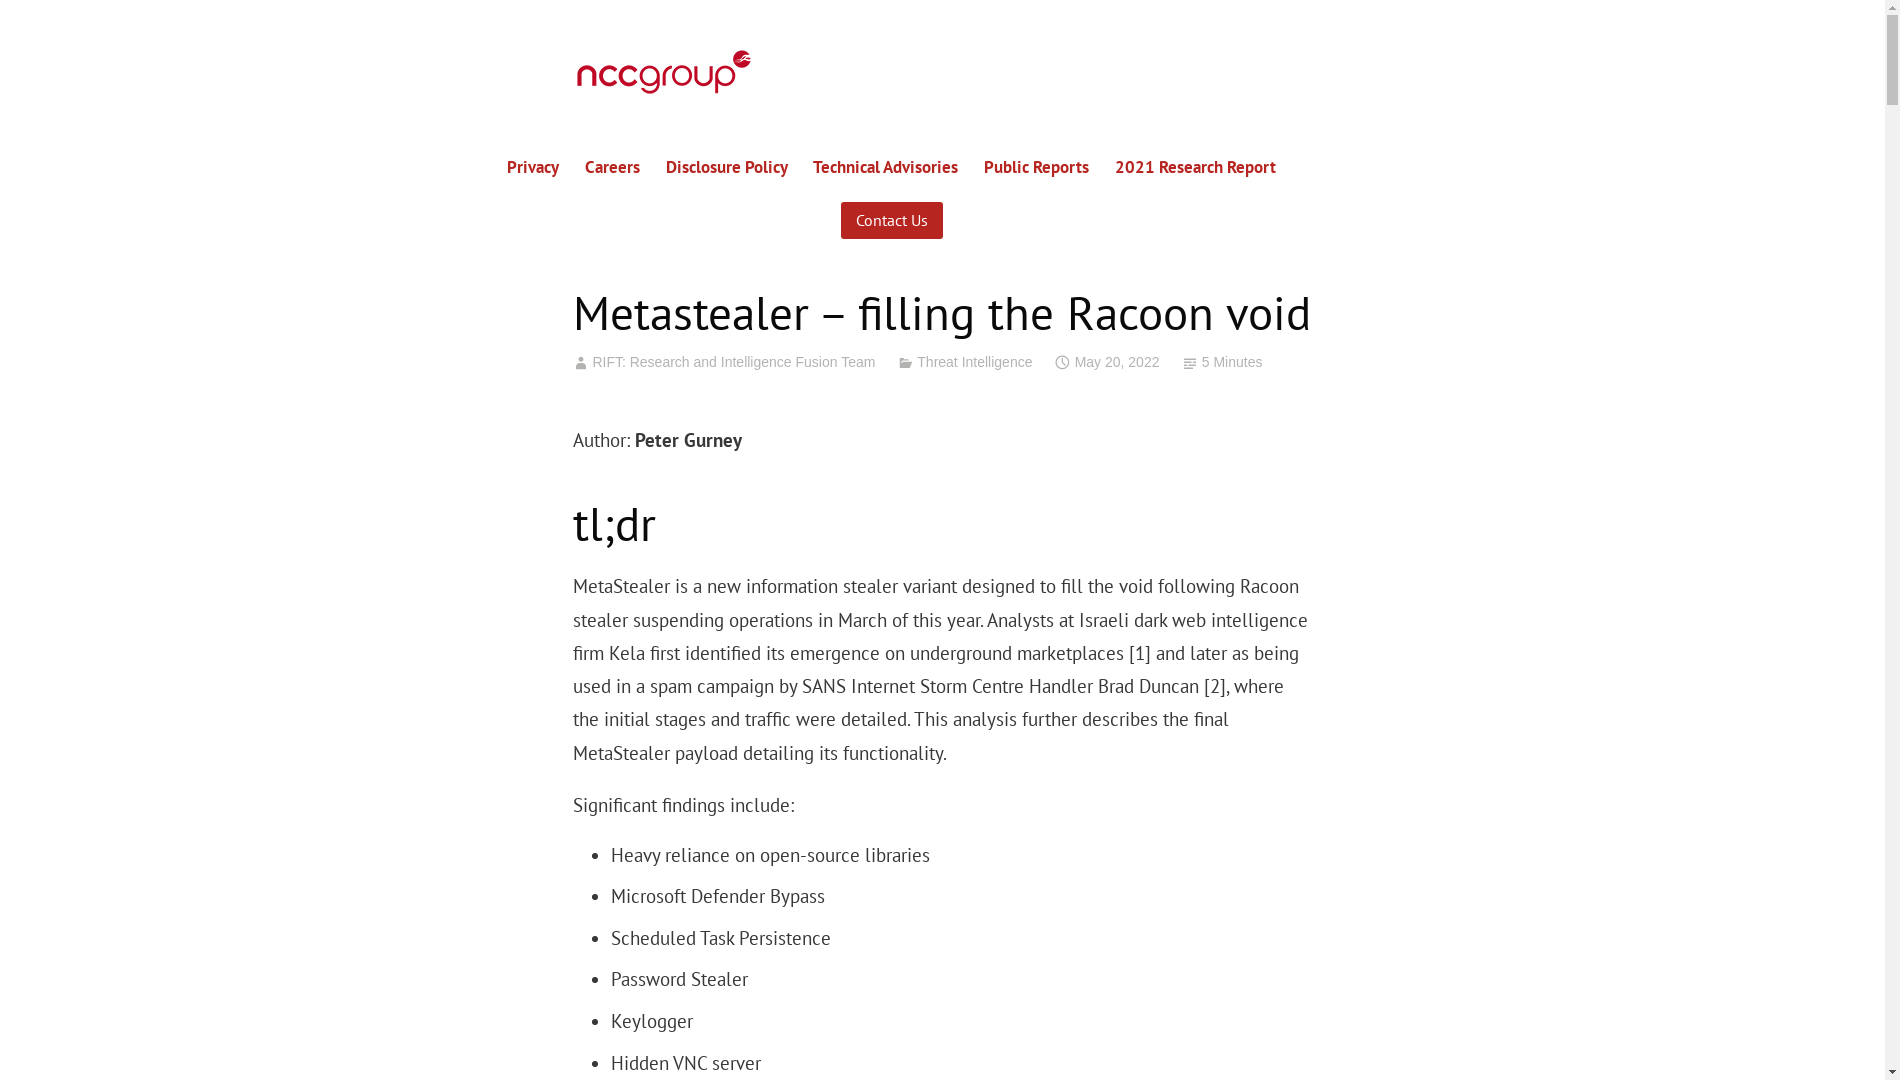 nccgroup
Privacy Careers Disclosure Policy Technical Advisories Public Reports 2021 Research Report
Contact Us
Metastealer – filling the Racoon void
RIFT: Research and Intelligence Fusion Team Threat Intelligence May 20, 2022 5 Minutes
Author: Peter Gurney
tl;dr
MetaStealer is a new information stealer variant designed to fill the void following Racoon
stealer suspending operations in March of this year. Analysts at Israeli dark web intelligence
firm Kela first identified its emergence on underground marketplaces [1] and later as being
used in a spam campaign by SANS Internet Storm Centre Handler Brad Duncan [2], where
the initial stages and traffic were detailed. This analysis further describes the final
MetaStealer payload detailing its functionality.
Significant findings include:
• Heavy reliance on open-source libraries
• Microsoft Defender Bypass
• Scheduled Task Persistence
• Password Stealer
• Keylogger
• Hidden VNC server